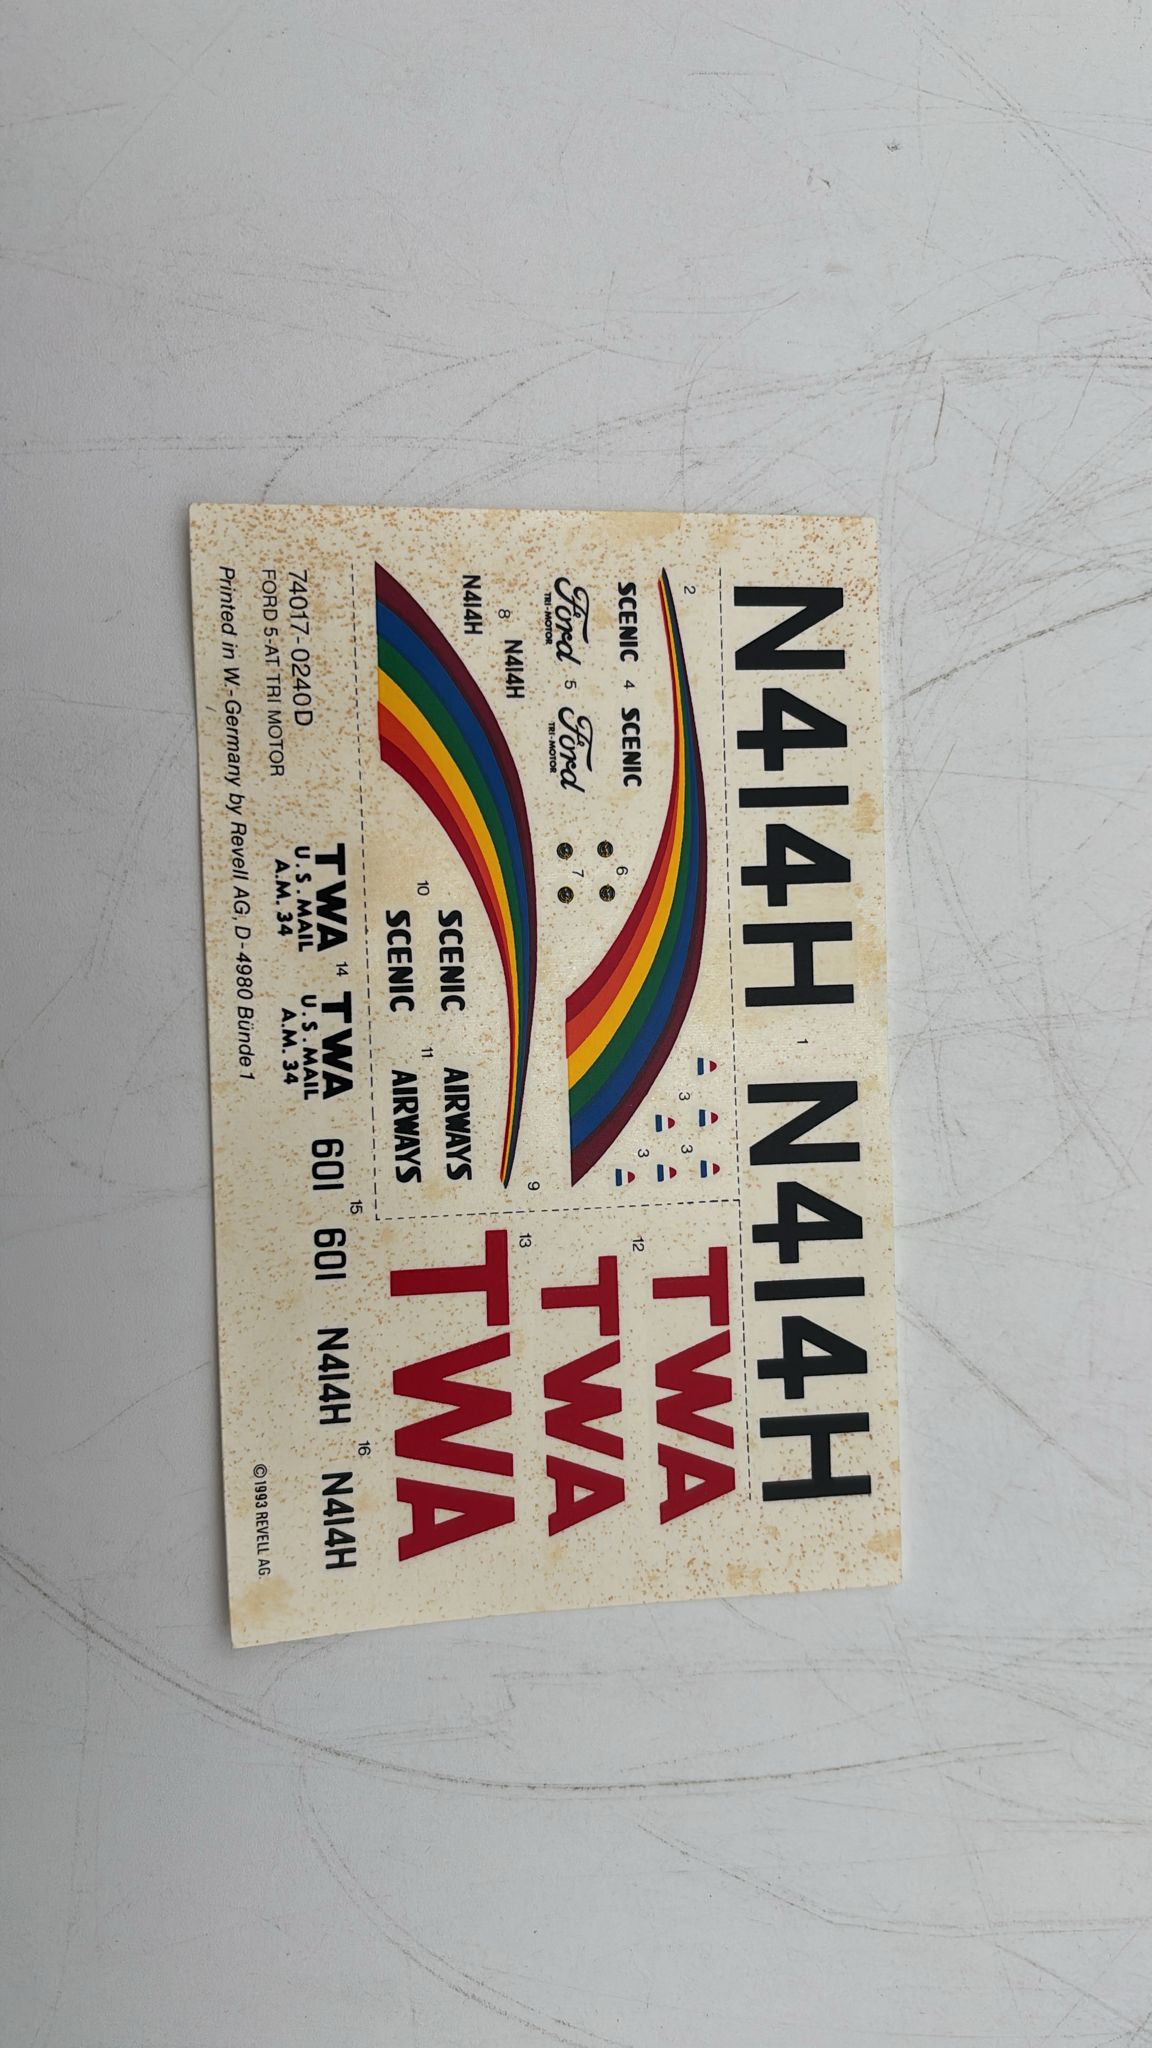 N414H 1 N414H
2
SCENIC 4 SCENIC
Ford 5 Ford
TRI-MOTOR TRI-MOTOR
6
7
3
3
3
8
N414H
N414H
9
10
SCENIC
SCENIC
11
AIRWAYS
AIRWAYS
12
TWA
TWA
13
TWA
74017-0240D
FORD 5-AT TRI MOTOR
TWA 14 TWA
U.S.MAIL U.S.MAIL
A.M.34 A.M.34
601 15 601
N414H 16 N414H
Printed in W.-Germany by Revell AG, D-4980 Bünde 1
©1993 REVELL AG.